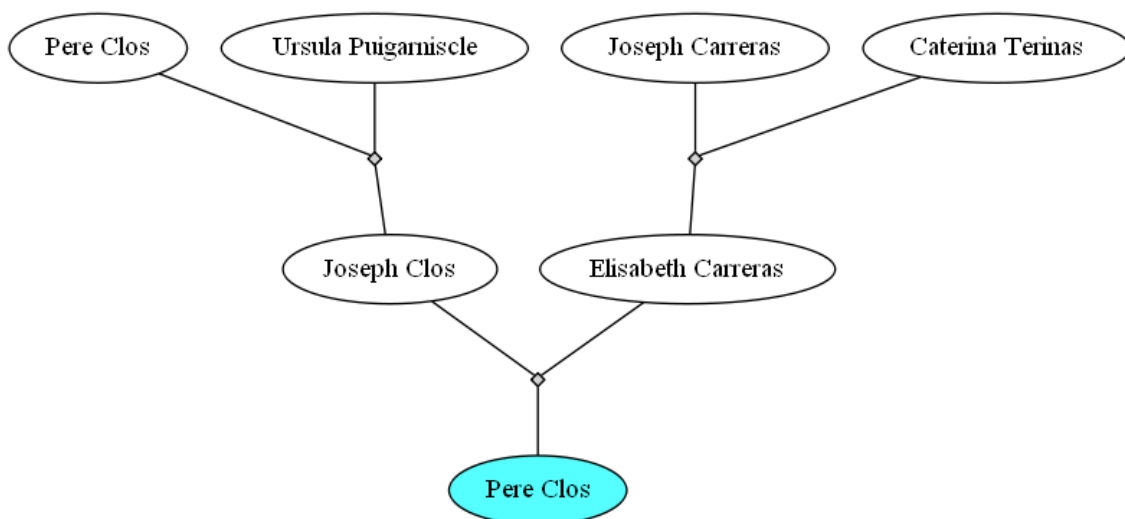 Pere Clos
Ursula Puigarniscle
Joseph Carreras
Caterina Terinas
Joseph Clos
Elisabeth Carreras
Pere Clos